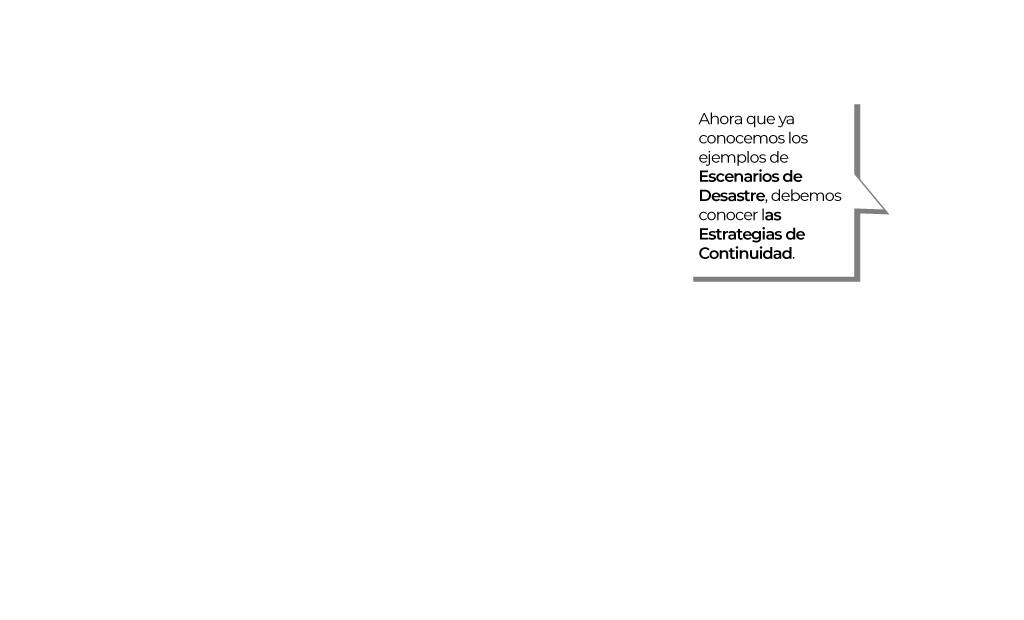 Ahora que ya
conocemos los
ejemplos de
Escenarios de
Desastre, debemos
conocer las
Estrategias de
Continuidad.